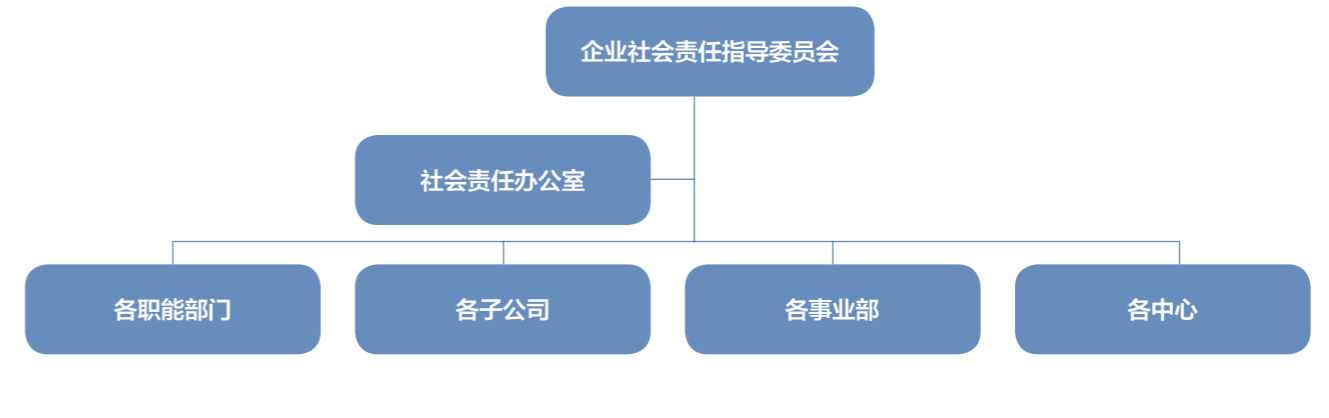 企业社会责任指导委员会
社会责任办公室
各职能部门
各子公司
各事业部
各中心